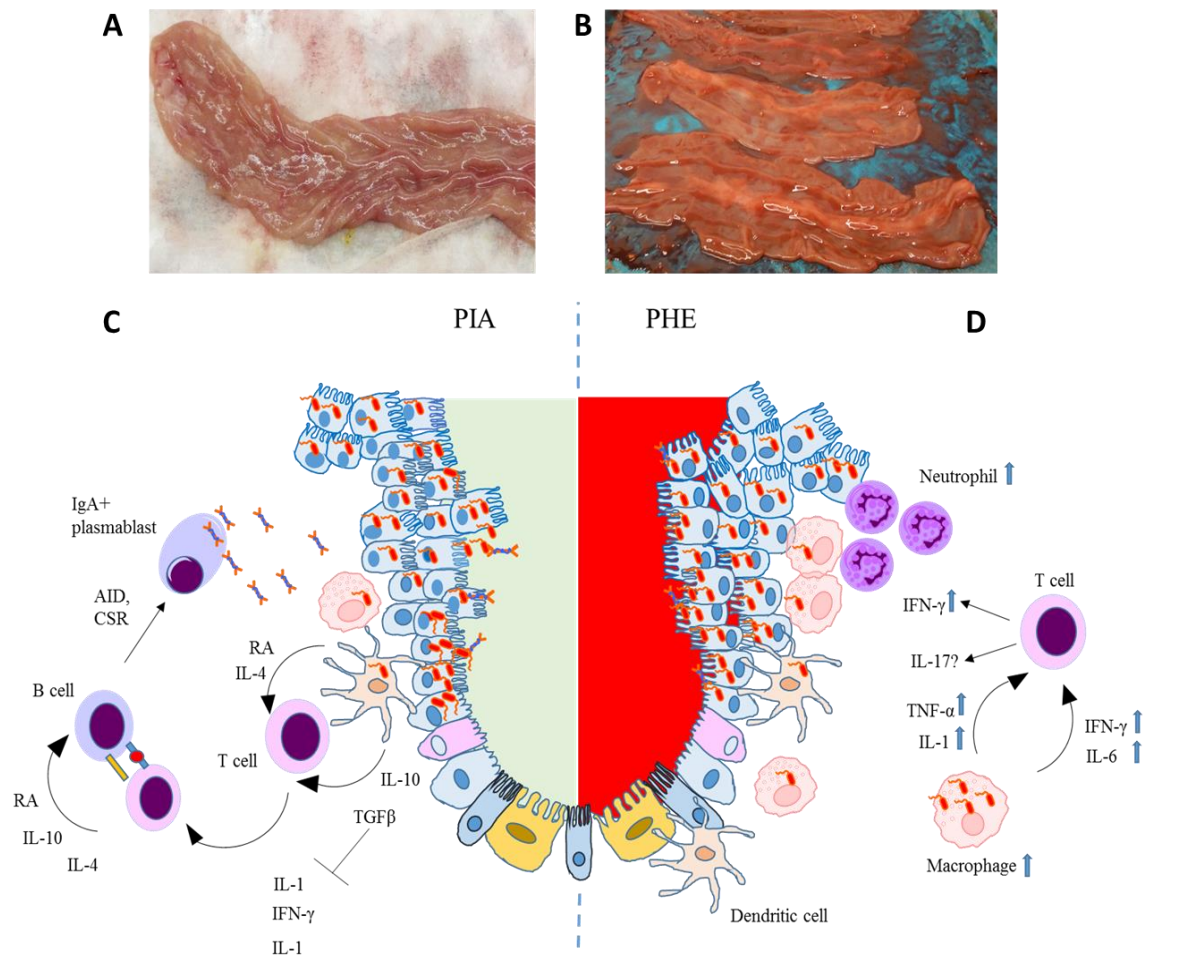 A
B
C
PIA
PHE
D
Neutrophil
IgA+
plasmablast
AID,
CSR
T cell
IFN-γ
IL-17?
RA
IL-4
B cell
TNF-α
IL-1
IFN-γ
IL-6
T cell
IL-10
RA
IL-10
IL-4
TGFβ
Macrophage
IL-1
IFN-γ
IL-1
Dendritic cell